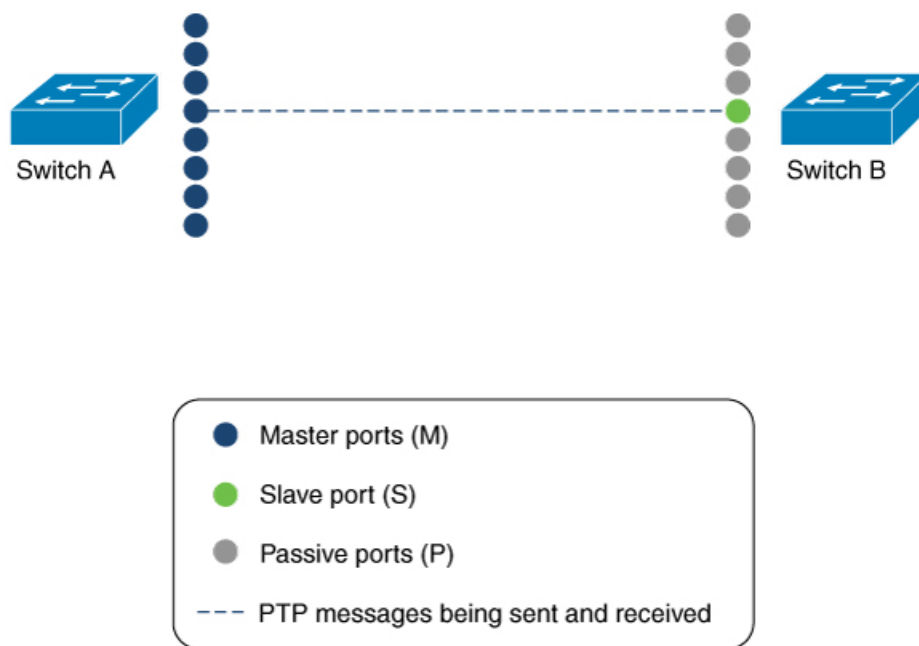 Switch A
Switch B
Master ports (M)
Slave port (S)
Passive ports (P)
PTP messages being sent and received